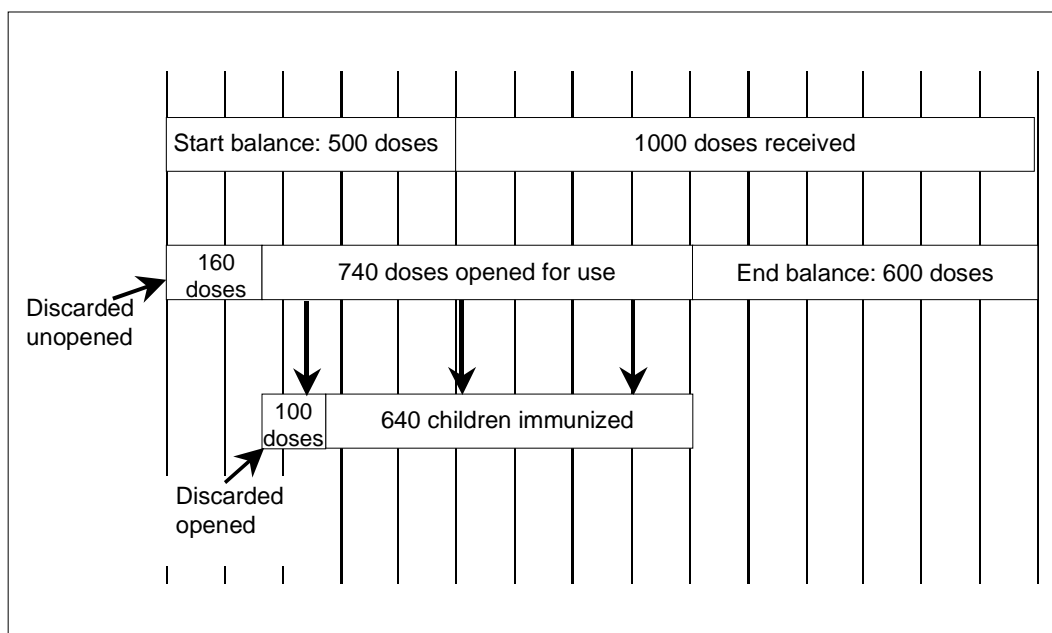 Start balance: 500 doses
1000 doses received
160
doses
740 doses opened for use
End balance: 600 doses
Discarded
unopened
100
doses
640 children immunized
Discarded
opened